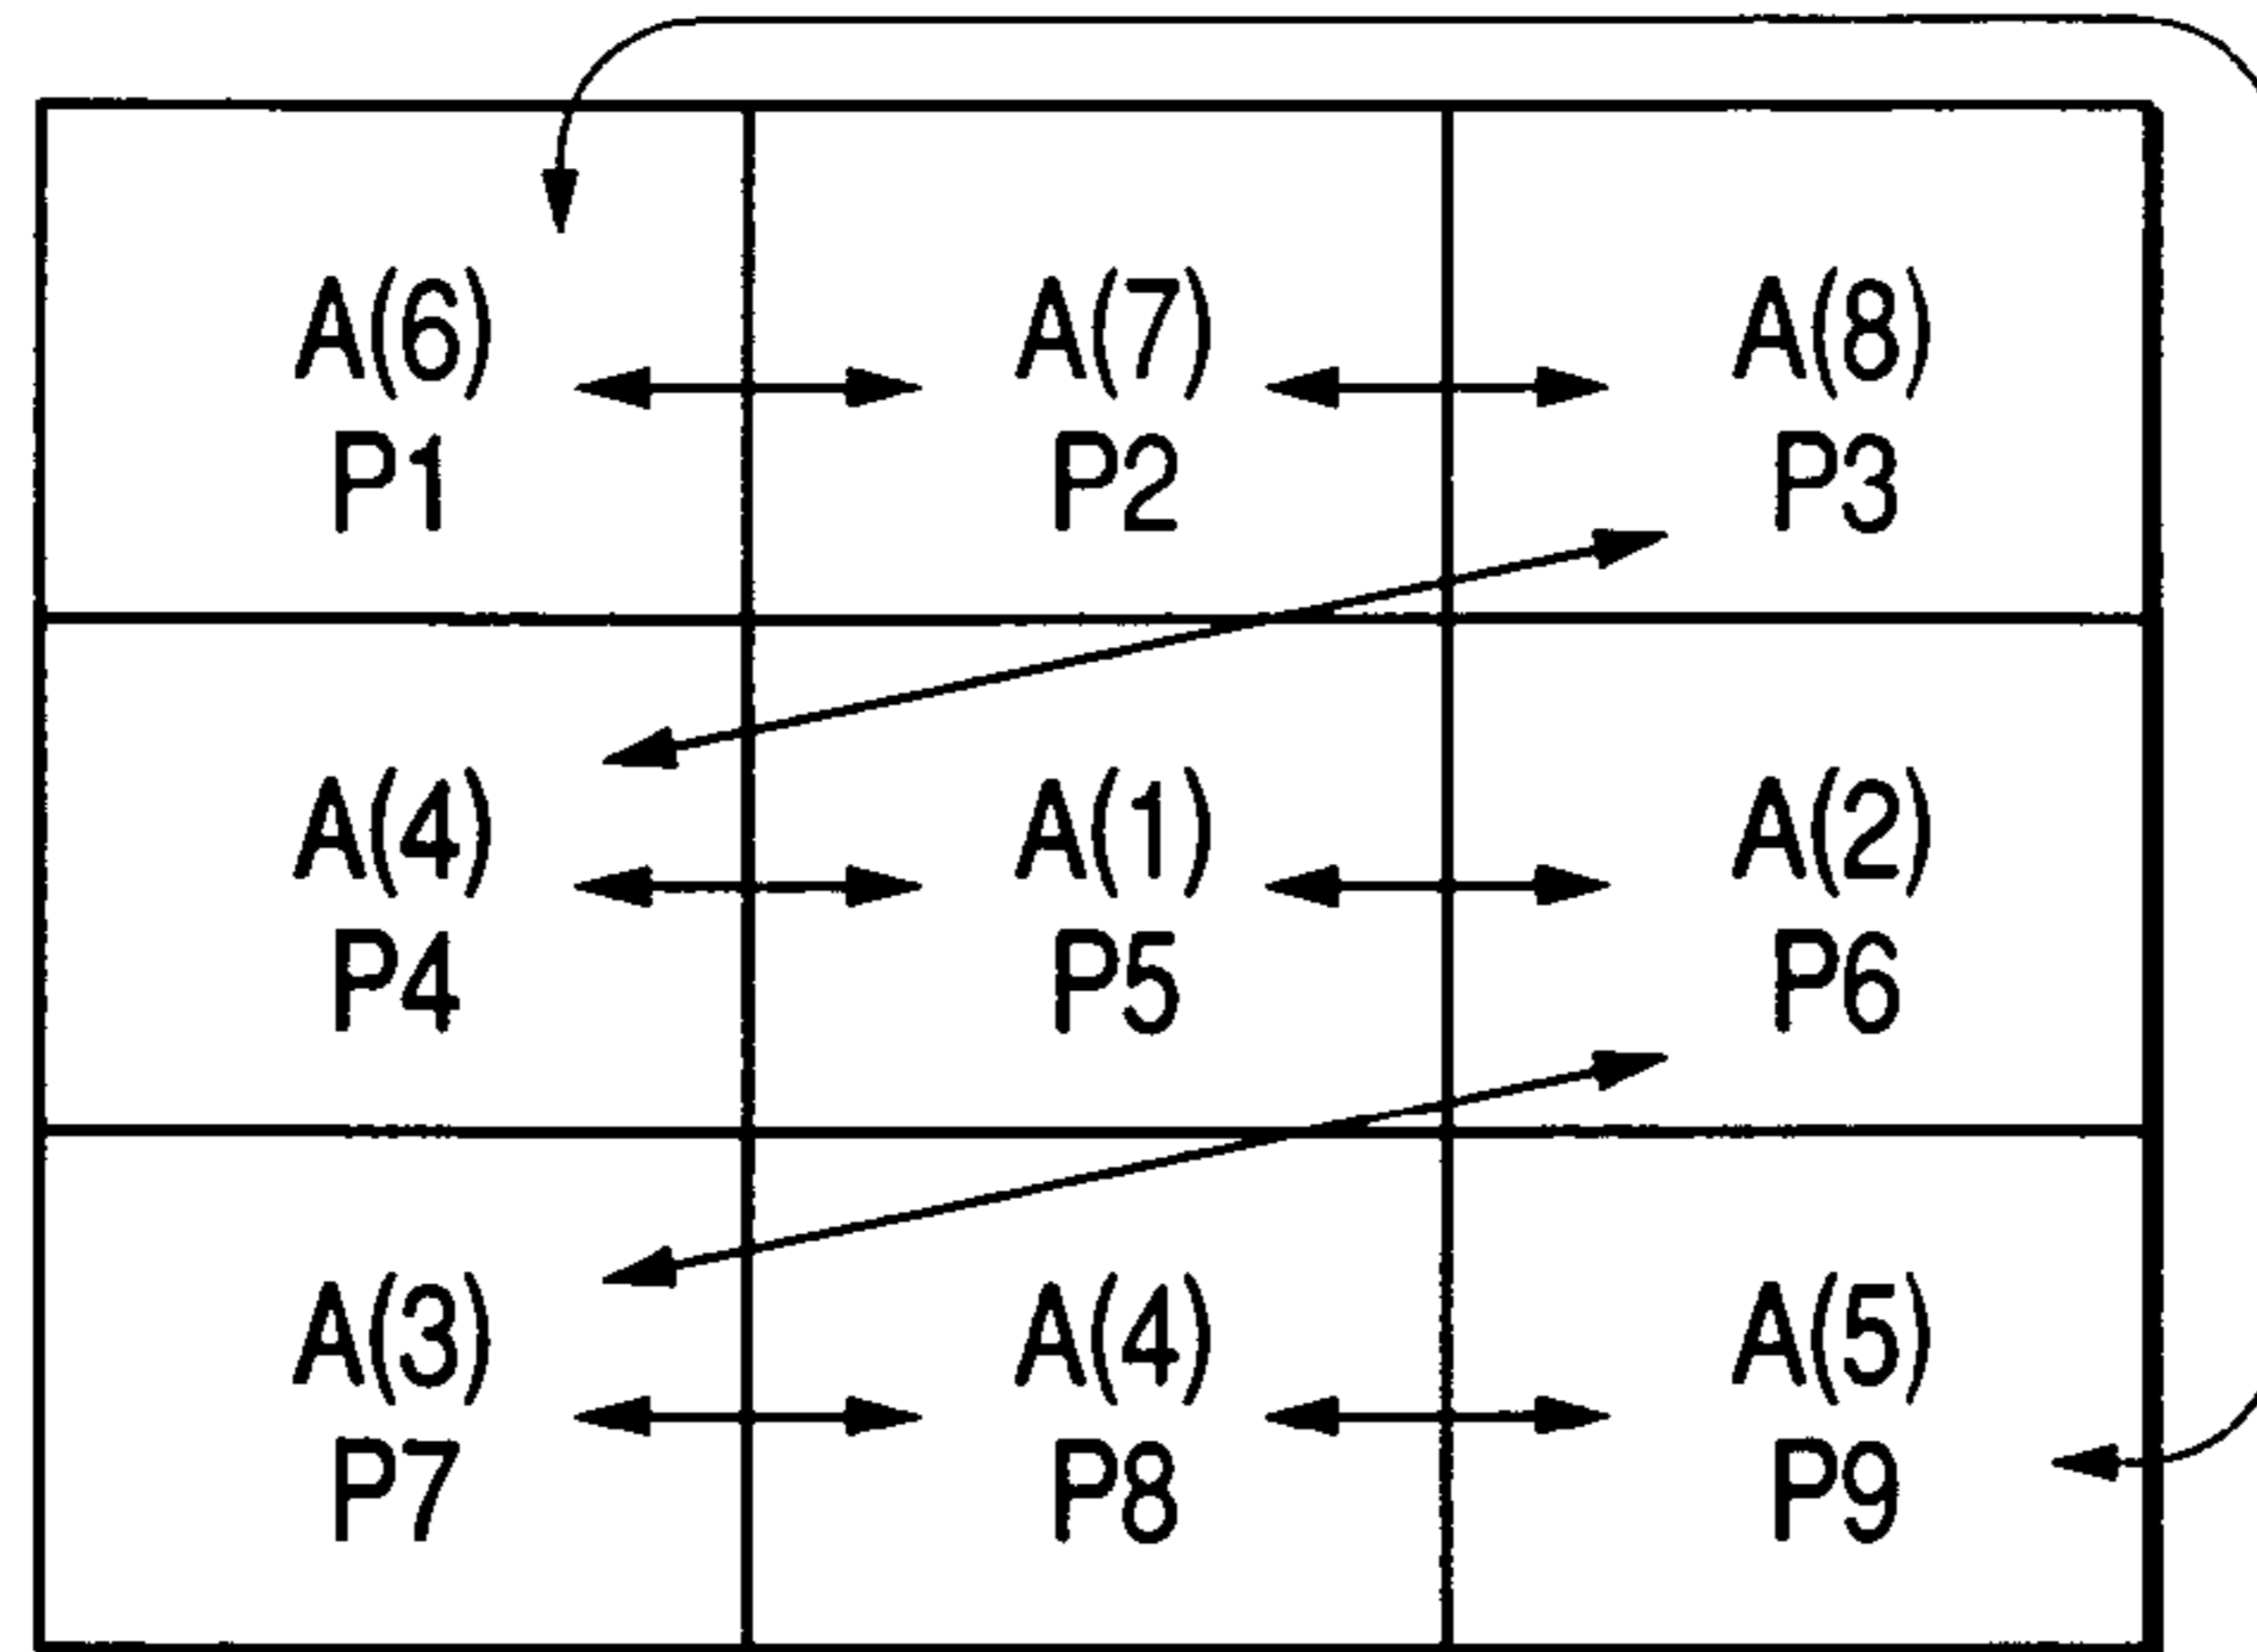 A(6)
P1
A(7)
P2
A(8)
P3
A(4)
P4
A(1)
P5
A(2)
P6
A(3)
P7
A(4)
P8
A(5)
P9